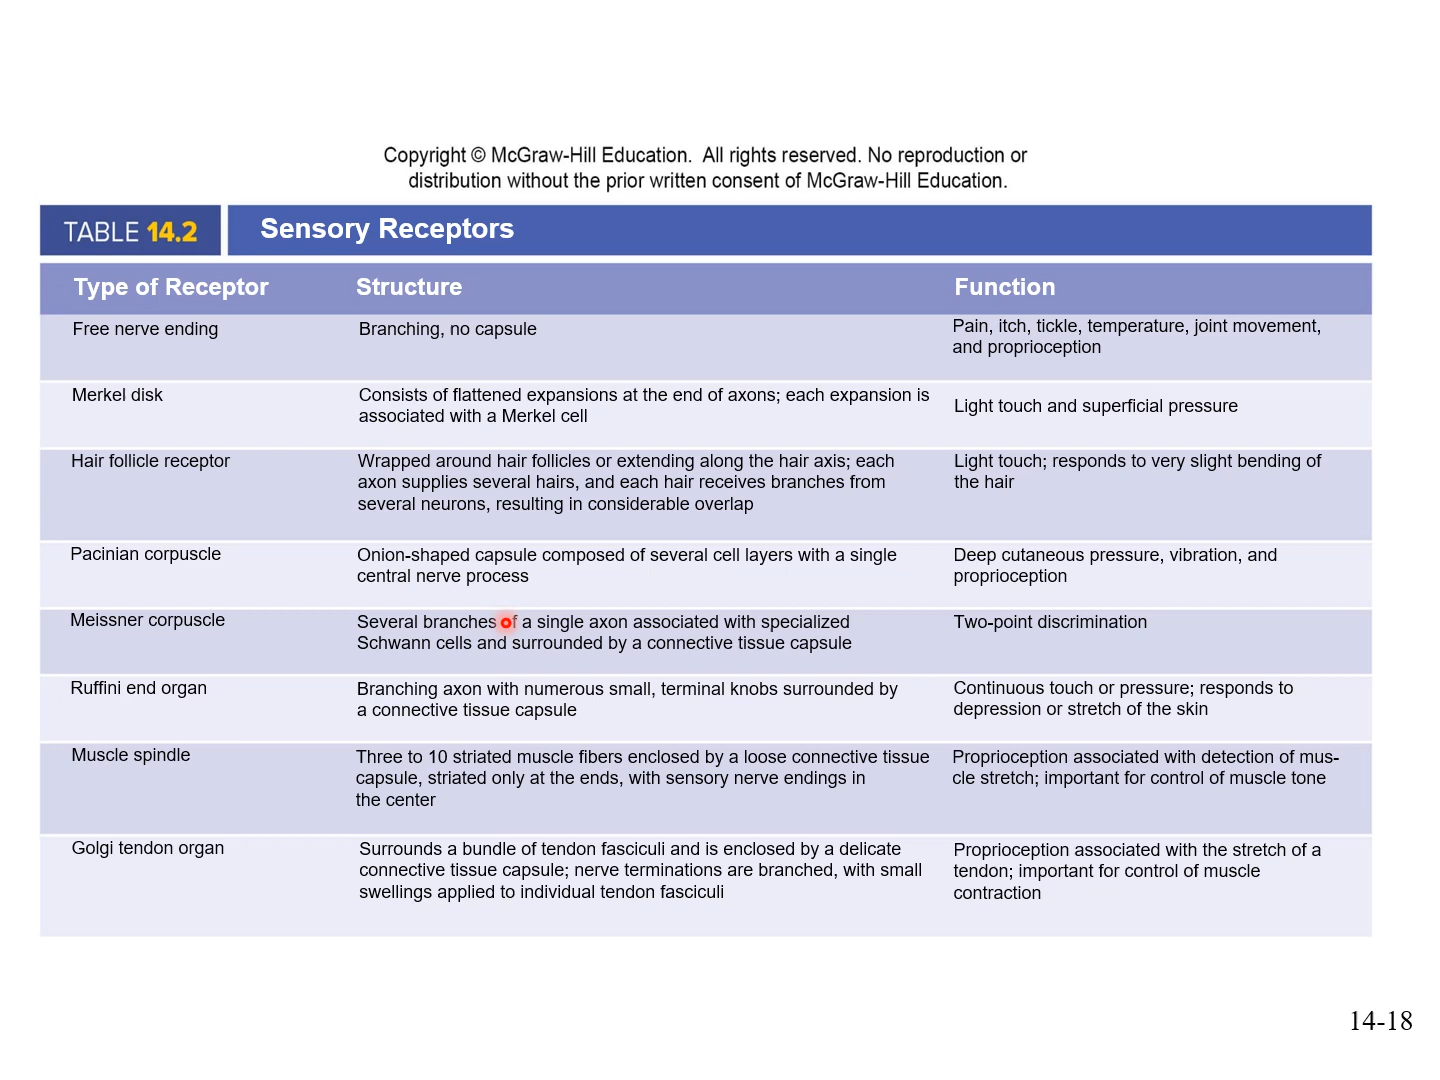 Copyright © McGraw-Hill Education.  All rights reserved. No reproduction or
distribution without the prior written consent of McGraw-Hill Education.
TABLE 14.2
Sensory Receptors
Type of Receptor
Structure
Function
Free nerve ending
Branching, no capsule
Pain, itch, tickle, temperature, joint movement,
and proprioception
Merkel disk
Consists of flattened expansions at the end of axons; each expansion is
associated with a Merkel cell
Light touch and superficial pressure
Hair follicle receptor
Wrapped around hair follicles or extending along the hair axis; each
axon supplies several hairs, and each hair receives branches from
several neurons, resulting in considerable overlap
Light touch; responds to very slight bending of
the hair
Pacinian corpuscle
Onion-shaped capsule composed of several cell layers with a single
central nerve process
Deep cutaneous pressure, vibration, and
proprioception
Meissner corpuscle
Several branches of a single axon associated with specialized
Schwann cells and surrounded by a connective tissue capsule
Two-point discrimination
Ruffini end organ
Branching axon with numerous small, terminal knobs surrounded by
a connective tissue capsule
Continuous touch or pressure; responds to
depression or stretch of the skin
Muscle spindle
Three to 10 striated muscle fibers enclosed by a loose connective tissue
capsule, striated only at the ends, with sensory nerve endings in
the center
Proprioception associated with detection of mus-
cle stretch; important for control of muscle tone
Golgi tendon organ
Surrounds a bundle of tendon fasciculi and is enclosed by a delicate
connective tissue capsule; nerve terminations are branched, with small
swellings applied to individual tendon fasciculi
Proprioception associated with the stretch of a
tendon; important for control of muscle
contraction
14-18